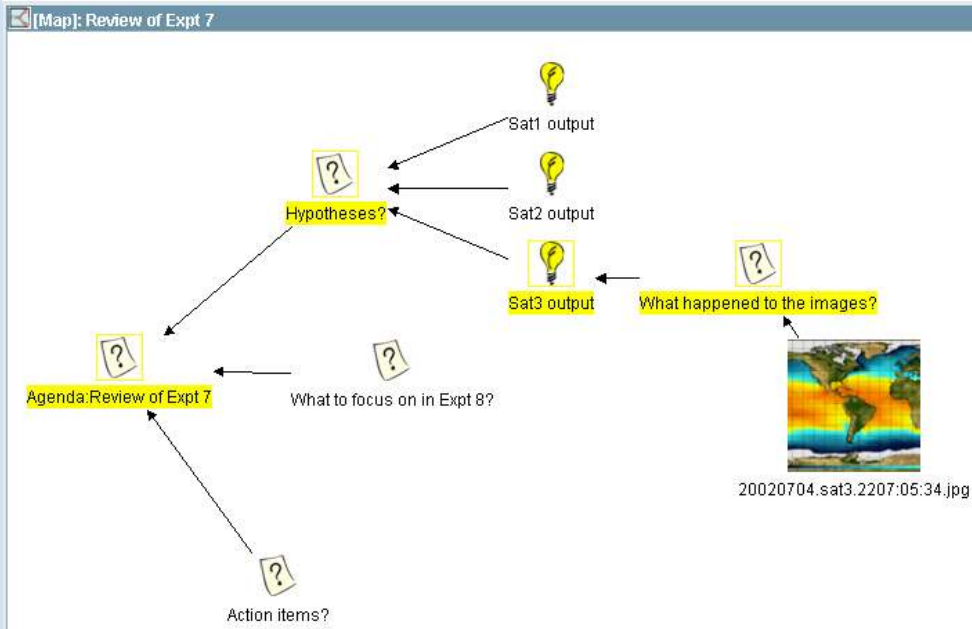 [Map]: Review of Expt 7
Sat1 output
Hypotheses?
Sat2 output
Sat3 output
What happened to the images?
Agenda:Review of Expt 7
What to focus on in Expt 8?
20020704.sat3.2207:05:34.jpg
Action items?